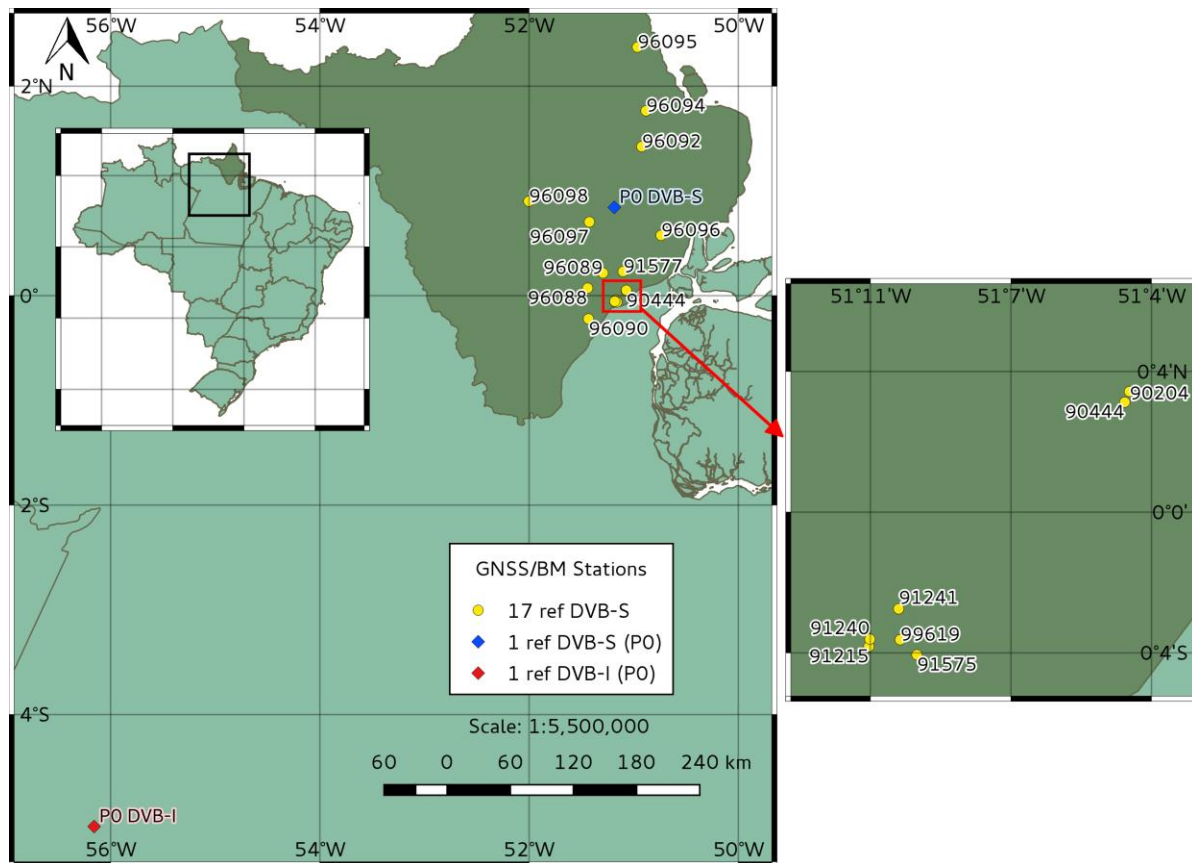 56°W
54°W
52°W
50°W
N
96095
2°N
96094
96092
96098
P0 DVB-S
96097
96096
96089
91577
0°
96088
90444
96090
2°S
GNSS/BM Stations
17 ref DVB-S
1 ref DVB-S (P0)
1 ref DVB-I (P0)
4°S
Scale: 1:5,500,000
60 0 60 120 180 240 km
P0 DVB-I
56°W
54°W
52°W
50°W
51°11'W
51°7'W
51°4'W
0°4'N
90204
90444
0°0'
91241
91240
99619
91215
91575
0°4'S